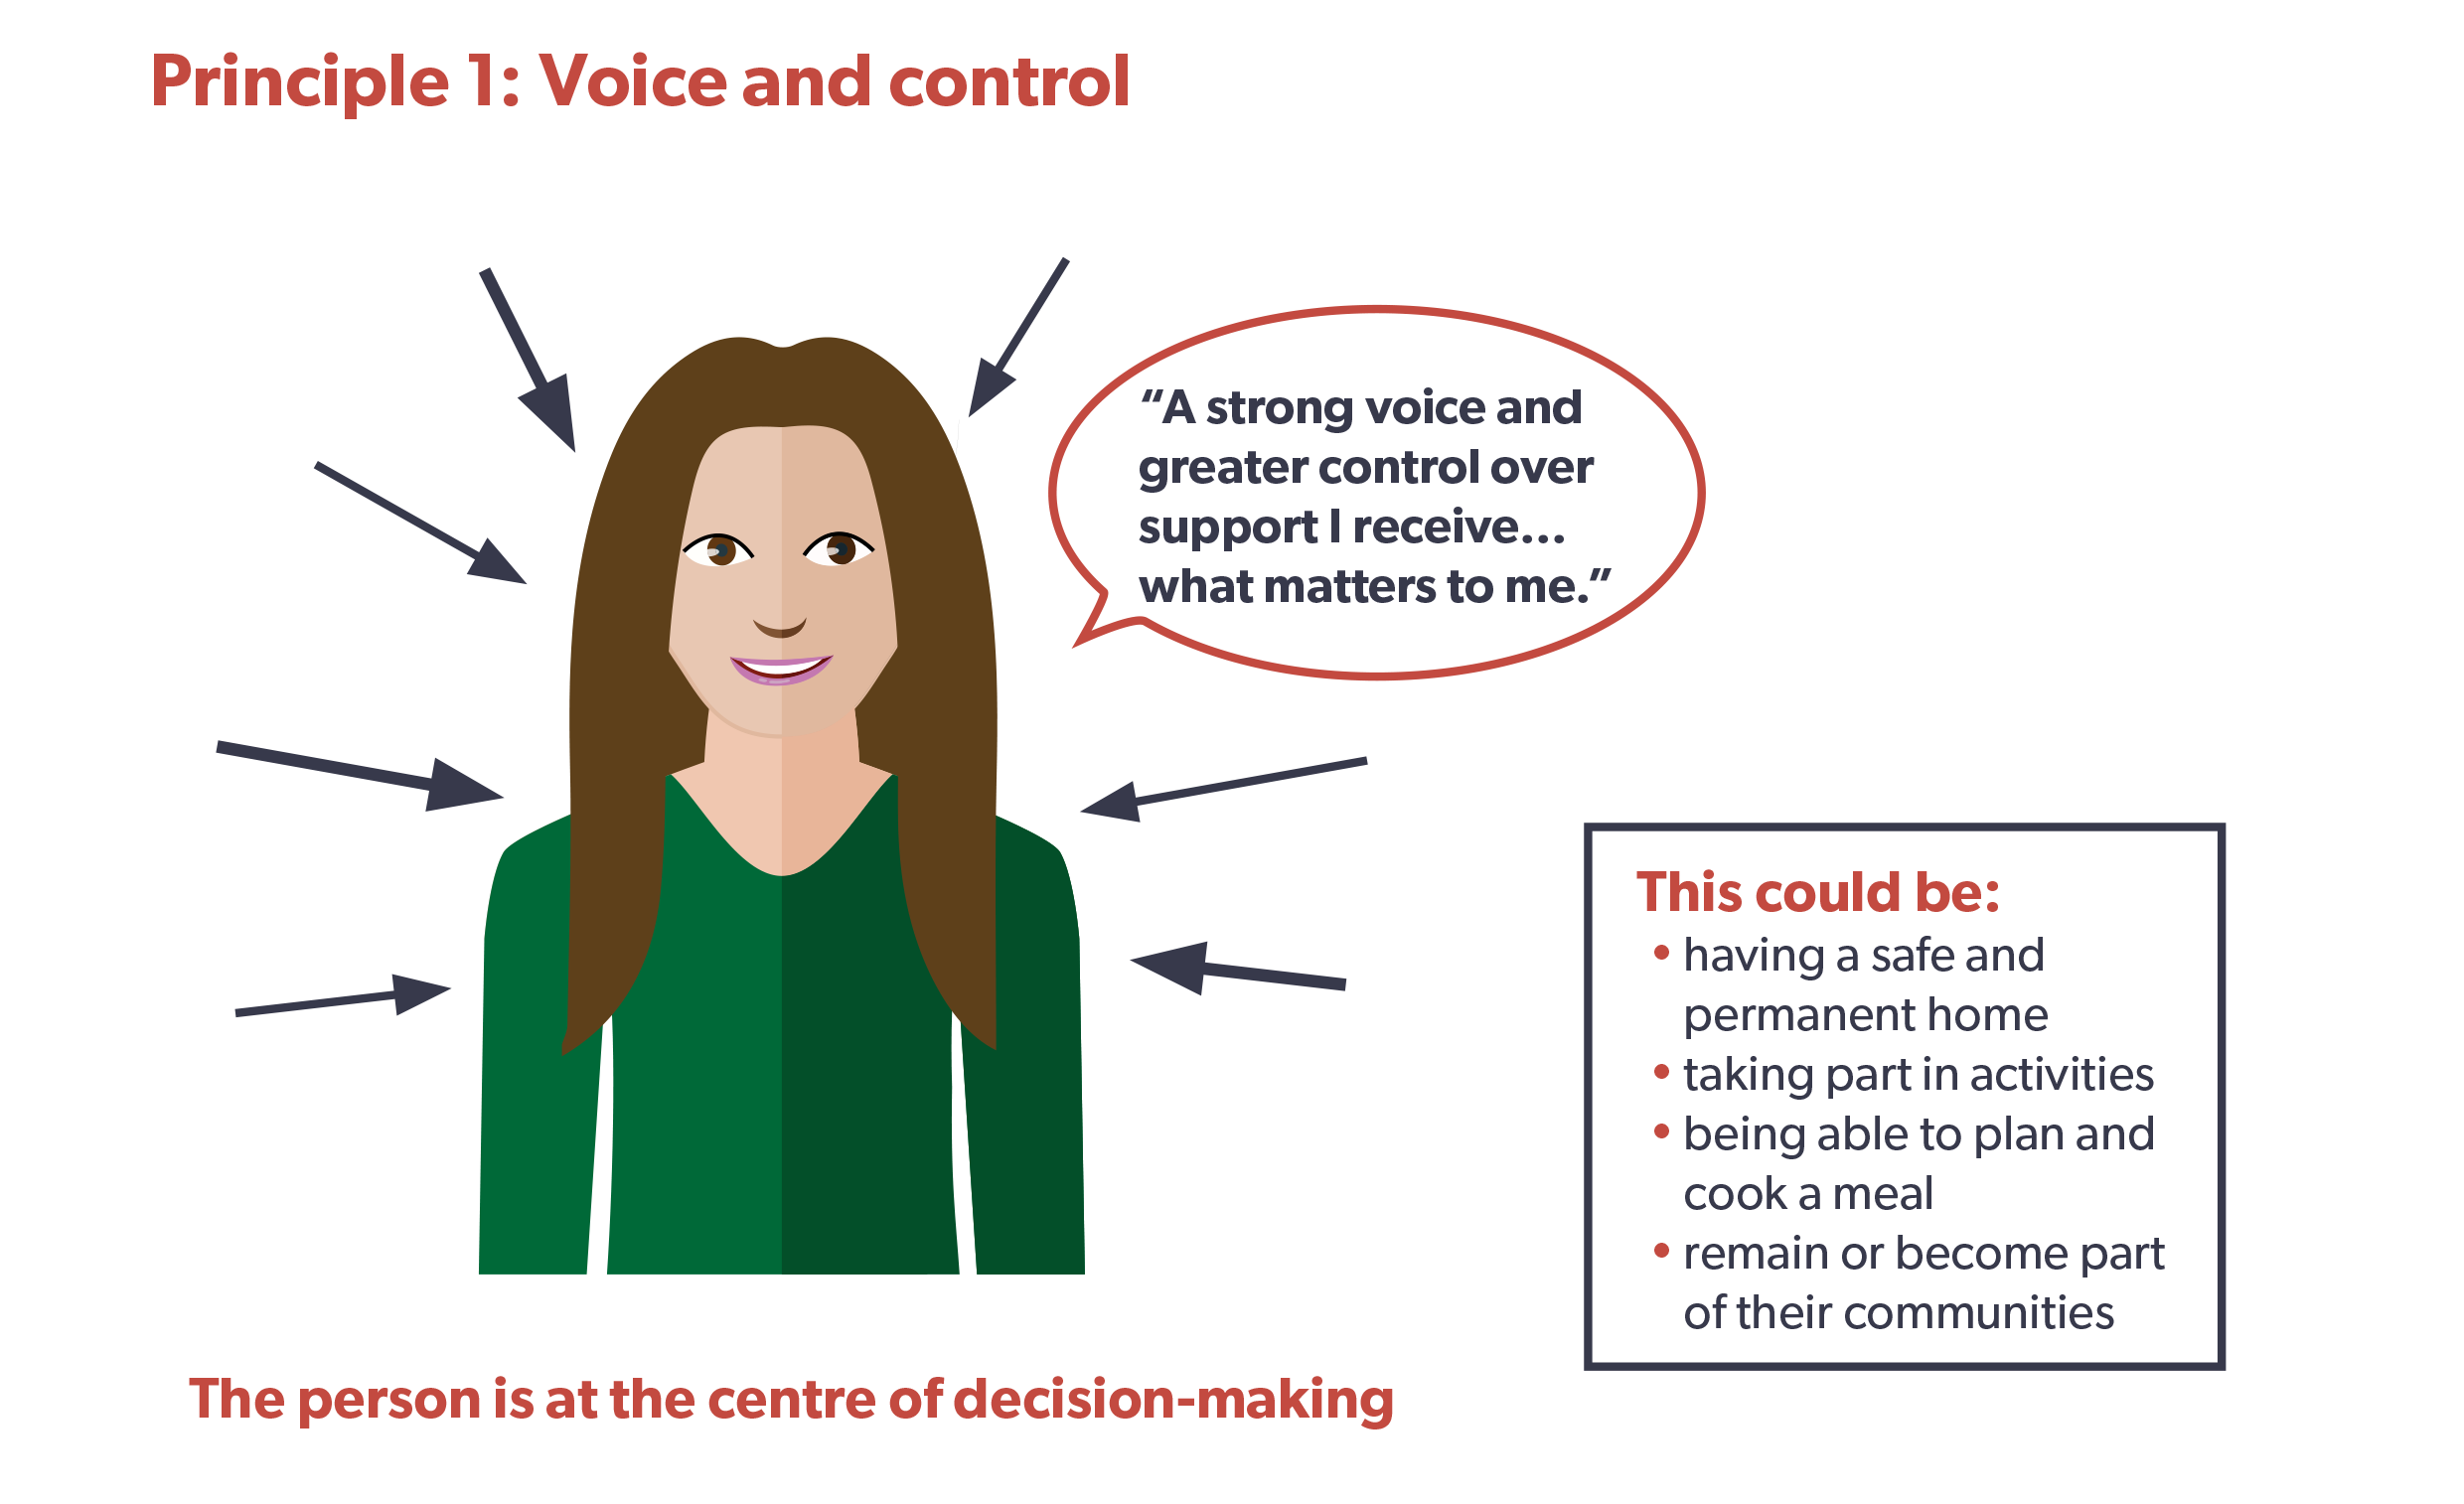 Principle 1: Voice and control
“A strong voice and
greater control over
support I receive...
what matters to me.”
This could be:
• having a safe and
permanent home
• taking part in activities
• being able to plan and
cook a meal
• remain or become part
of their communities
The person is at the centre of decision-making